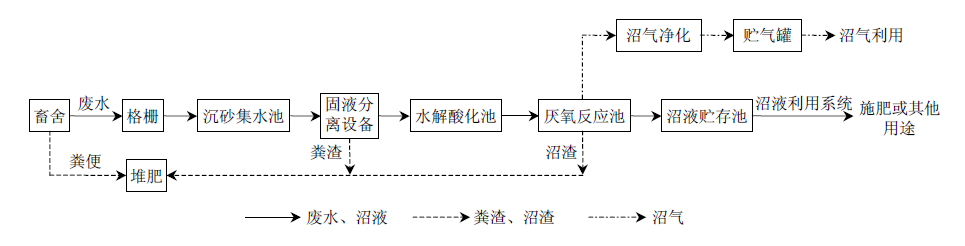 沼气净化
贮气罐
沼气利用
畜舍
废水
格栅
沉砂集水池
固液分
离设备
水解酸化池
厌氧反应池
沼液贮存池
沼液利用系统
施肥或其他
用途
粪便
堆肥
粪渣
沼渣
废水、沼液
粪渣、沼渣
沼气